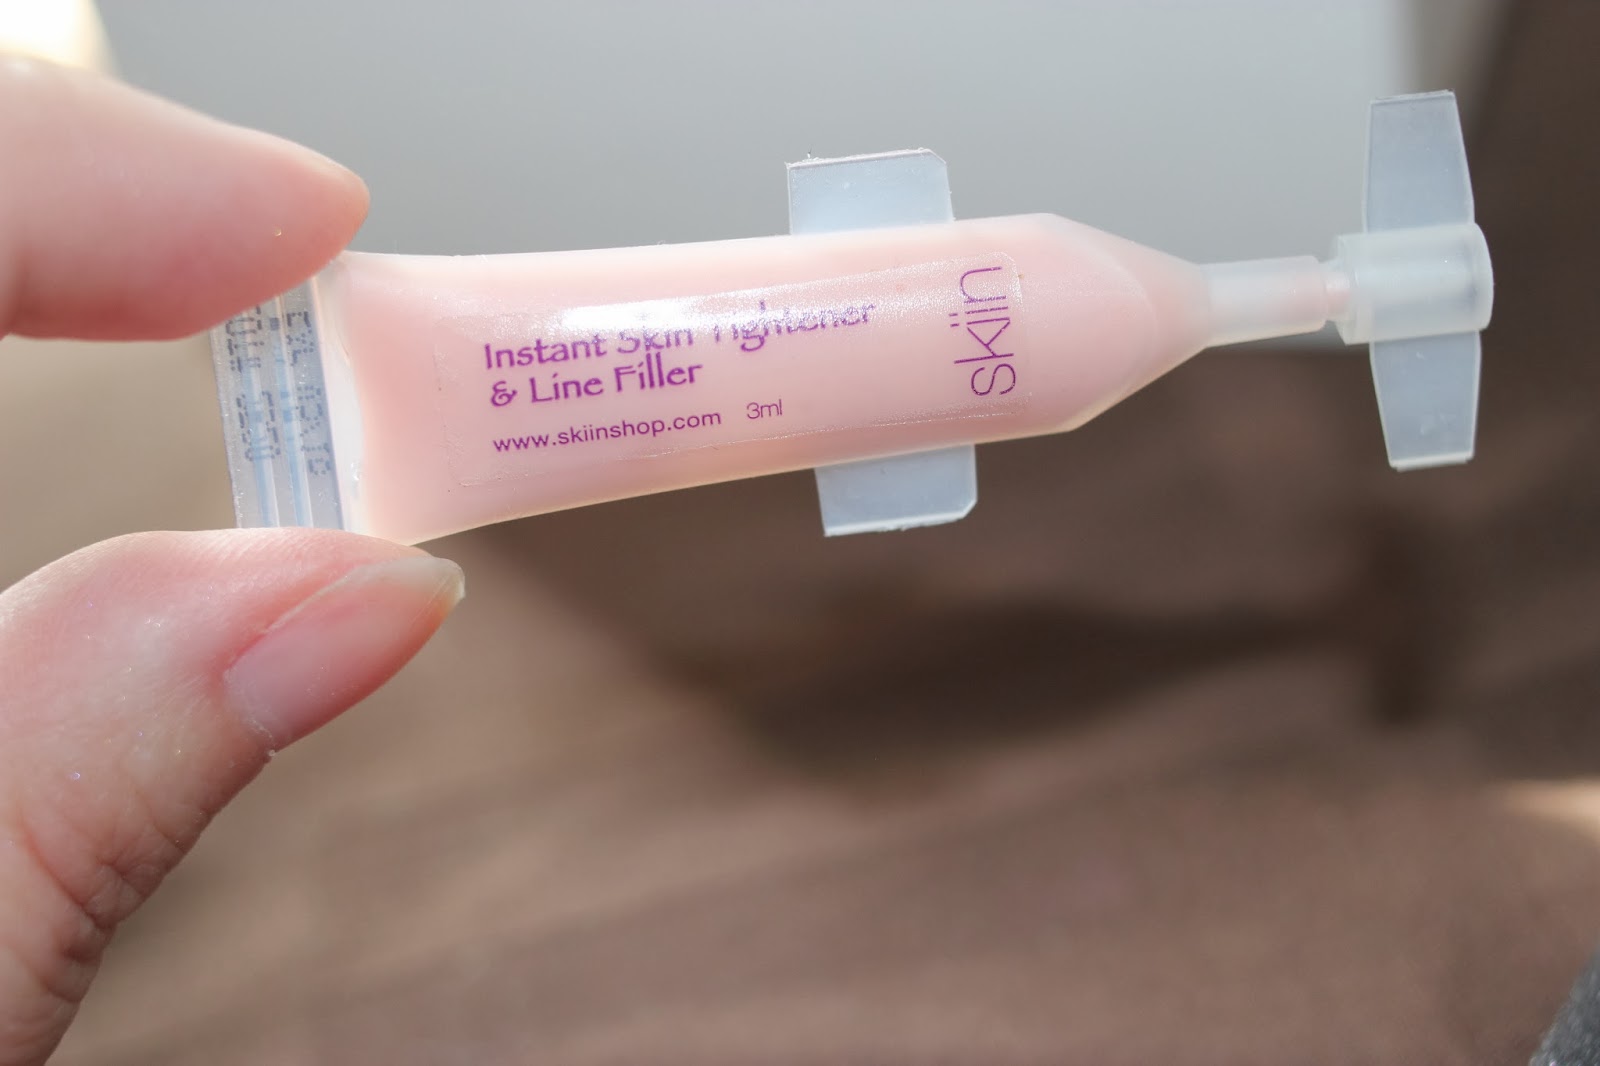 Instant Skin Tightener
& Line Filler
www.skiinshop.com 3ml
skiin